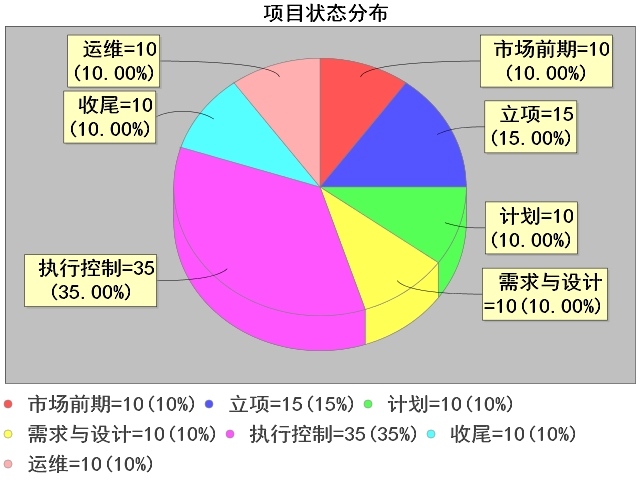 项目状态分布
运维=10
(10.00%)
市场前期=10
(10.00%)
收尾=10
(10.00%)
立项=15
(15.00%)
计划=10
(10.00%)
执行控制=35
(35.00%)
需求与设计
=10(10.00%)
市场前期=10(10%) 立项=15(15%) 计划=10(10%)
需求与设计=10(10%) 执行控制=35(35%) 收尾=10(10%)
运维=10(10%)